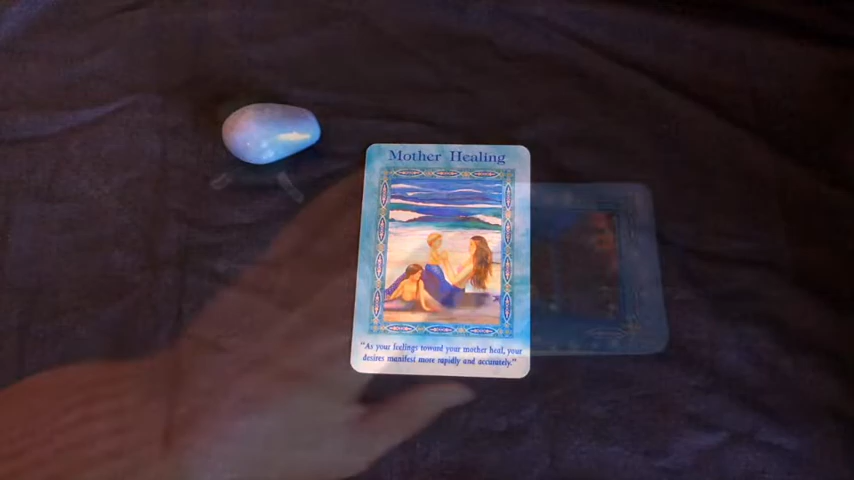 Mother Healing
"As your feelings toward your mother heal, your
desires manifest more rapidly and accurately."